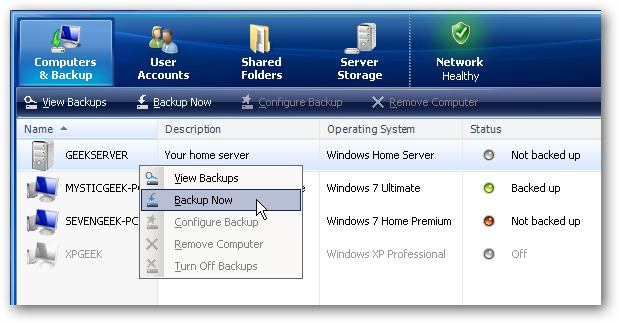 Computers & Backup
User Accounts
Shared Folders
Server Storage
Network
Healthy
View Backups Backup Now Configure Backup Remove Computer
Name Description Operating System Status
GEEKSERVER Your home server Windows Home Server Not backed up
MYSTICGEEK-PC Windows 7 Ultimate Backed up
SEVENGEEK-PC Windows 7 Home Premium Not backed up
XPGEEK Windows XP Professional Off
View Backups
Backup Now
Configure Backup
Remove Computer
Turn Off Backups